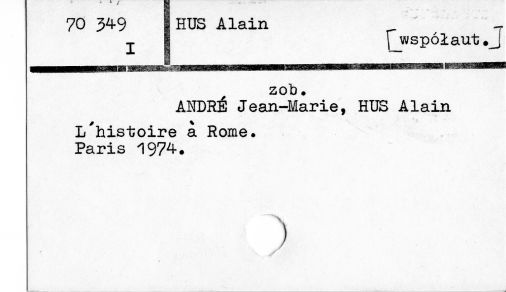 70 349 HUS Alain
I [współaut.]
zob.
ANDRÉ Jean-Marie, HUS Alain
L'histoire à Rome.
Paris 1974.